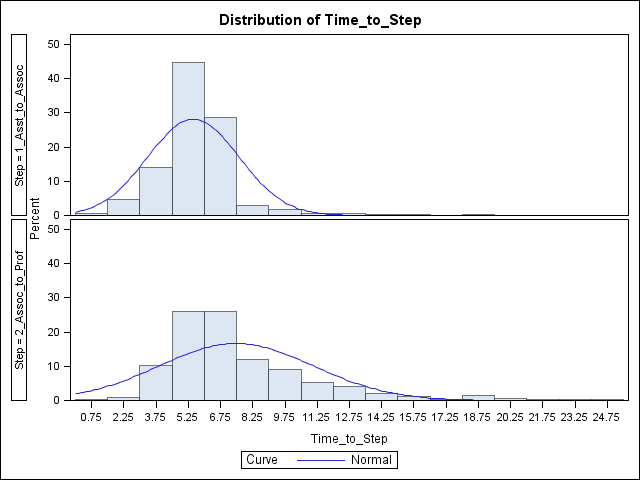 Distribution of Time_to_Step
Step = 1_Asst_to_Assoc
50
40
30
20
10
0
Percent
Step = 2_Assoc_to_Prof
50
40
30
20
10
0
0.75 2.25 3.75 5.25 6.75 8.25 9.75 11.25 12.75 14.25 15.75 17.25 18.75 20.25 21.75 23.25 24.75
Time_to_Step
Curve Normal